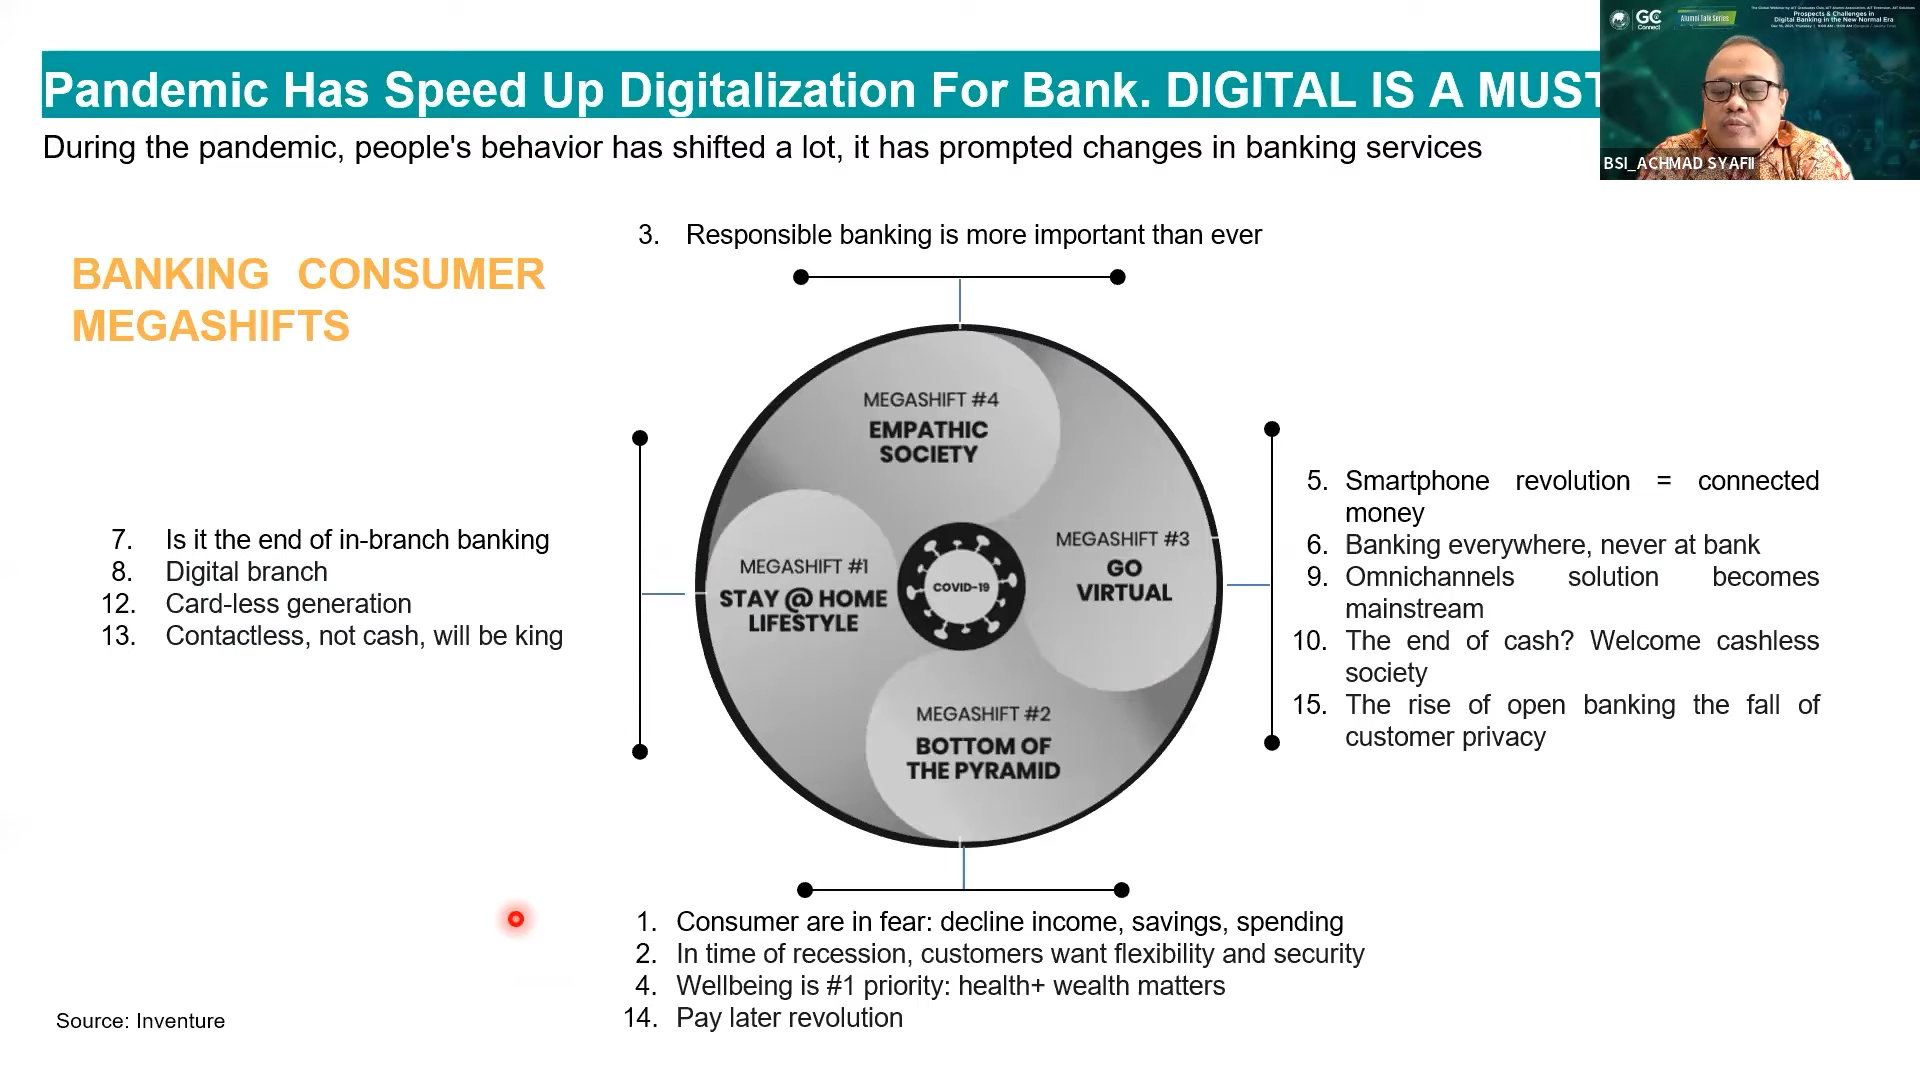 Pandemic Has Speed Up Digitalization For Bank. DIGITAL IS A MUST
During the pandemic, people's behavior has shifted a lot, it has prompted changes in banking services
GC
Connect
Alumni Talk Series
Prospects & Challenges in
Digital Banking in the New Normal Era
BSI_ACHMAD SYAFII
BANKING CONSUMER
MEGASHIFTS
3. Responsible banking is more important than ever
MEGASHIFT #4
EMPATHIC
SOCIETY
MEGASHIFT #3
GO
VIRTUAL
MEGASHIFT #1
STAY @ HOME
LIFESTYLE
COVID-19
MEGASHIFT #2
BOTTOM OF
THE PYRAMID
7. Is it the end of in-branch banking
8. Digital branch
12. Card-less generation
13. Contactless, not cash, will be king
5. Smartphone revolution = connected
money
6. Banking everywhere, never at bank
9. Omnichannels solution becomes
mainstream
10. The end of cash? Welcome cashless
society
15. The rise of open banking the fall of
customer privacy
1. Consumer are in fear: decline income, savings, spending
2. In time of recession, customers want flexibility and security
4. Wellbeing is #1 priority: health+ wealth matters
14. Pay later revolution
Source: Inventure